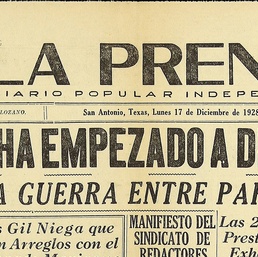 LA PREN
DIARIO POPULAR INDEPE
LOZANO.
San Antonio, Texas, Lunes 17 de Diciembre de 1928
HA EMPEZADO A D
A GUERRA ENTRE PA
s Gil Niega que
n Arreglos con el
MANIFIESTO DEL
SINDICATO DE
REDACTORES
Las 2
Prest
Exh